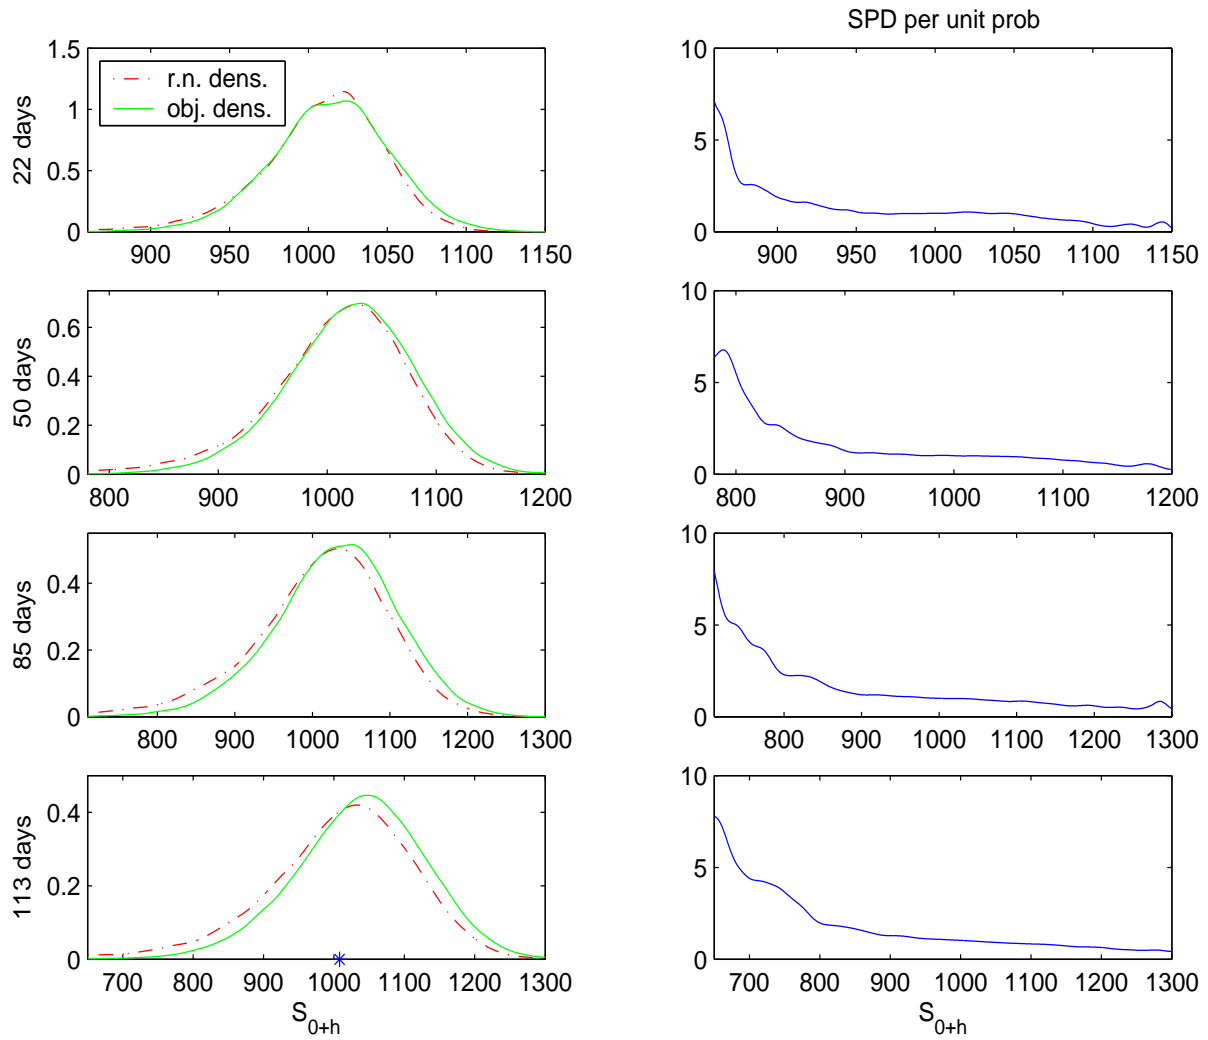 SPD per unit prob
1.5
1
0.5
0
22 days
r.n. dens.
obj. dens.
900 950 1000 1050 1100 1150
10
5
0
900 950 1000 1050 1100 1150
0.6
0.4
0.2
0
50 days
800 900 1000 1100 1200
10
5
0
800 900 1000 1100 1200
0.4
0.2
0
85 days
800 900 1000 1100 1200 1300
10
5
0
800 900 1000 1100 1200 1300
0.4
0.2
0
113 days
700 800 900 1000 1100 1200 1300
S0+h
10
5
0
700 800 900 1000 1100 1200 1300
S0+h